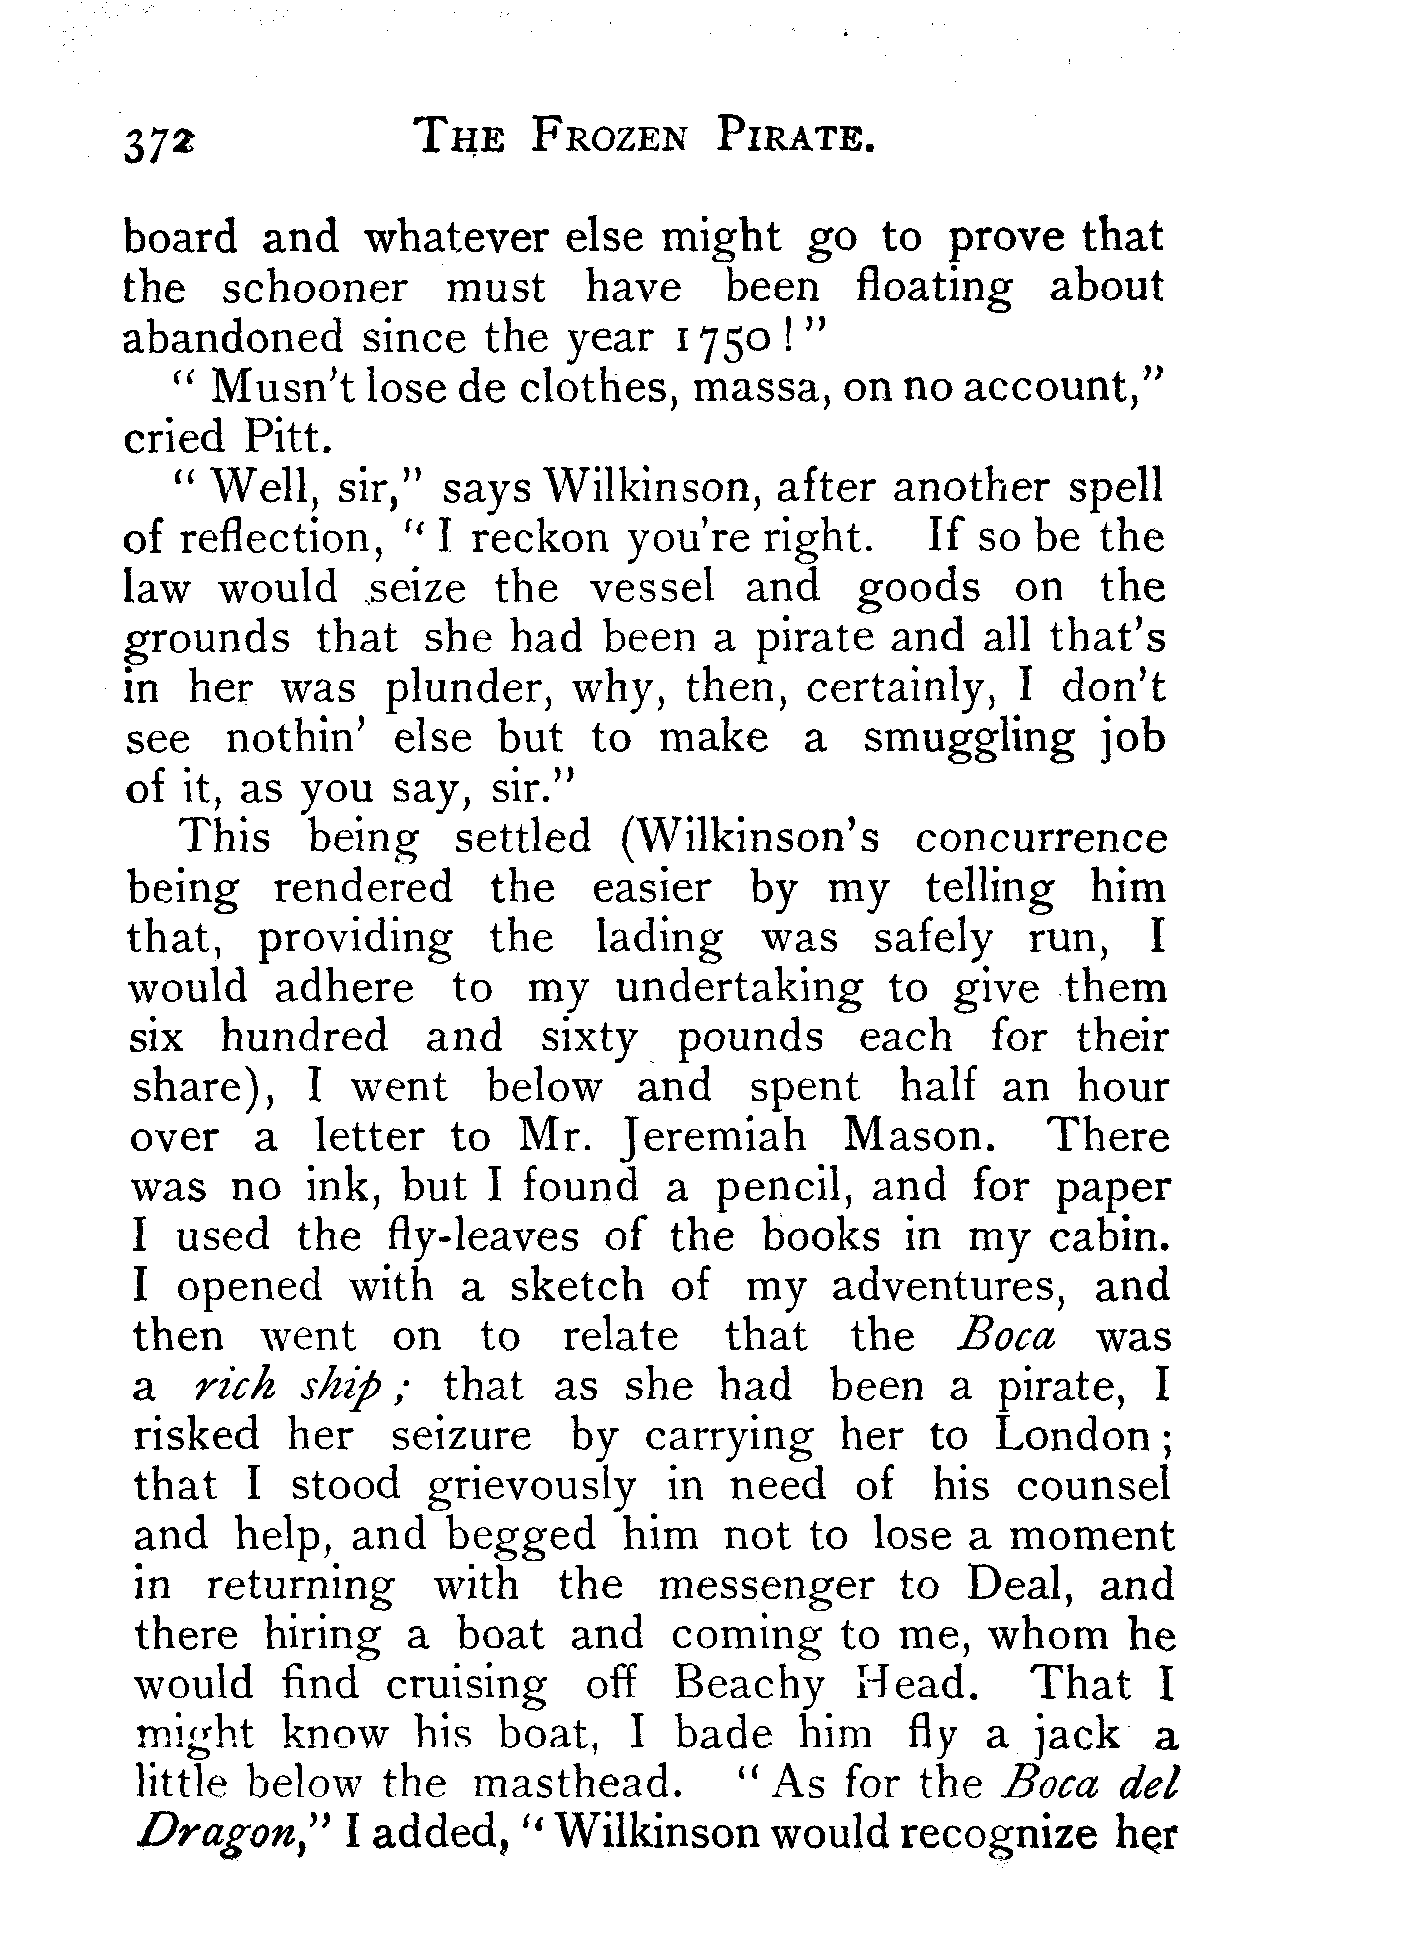 372 THE FROZEN PIRATE.
board and whatever else might go to prove that
the schooner must have been floating about
abandoned since the year 1750!"
"Musn't lose de clothes, massa, on no account,"
cried Pitt.
"Well, sir," says Wilkinson, after another spell
of reflection, "I reckon you're right. If so be the
law would seize the vessel and goods on the
grounds that she had been a pirate and all that's
in her was plunder, why, then, certainly, I don't
see nothin' else but to make a smuggling job
of it, as you say, sir."
This being settled (Wilkinson's concurrence
being rendered the easier by my telling him
that, providing the lading was safely run, I
would adhere to my undertaking to give them
six hundred and sixty pounds each for their
share), I went below and spent half an hour
over a letter to Mr. Jeremiah Mason. There
was no ink, but I found a pencil, and for paper
I used the fly-leaves of the books in my cabin.
I opened with a sketch of my adventures, and
then went on to relate that the Boca was
a rich ship; that as she had been a pirate, I
risked her seizure by carrying her to London;
that I stood grievously in need of his counsel
and help, and begged him not to lose a moment
in returning with the messenger to Deal, and
there hiring a boat and coming to me, whom he
would find cruising off Beachy Head. That I
might know his boat, I bade him fly a jack a
little below the masthead. "As for the Boca del
Dragon," I added, "Wilkinson would recognize her